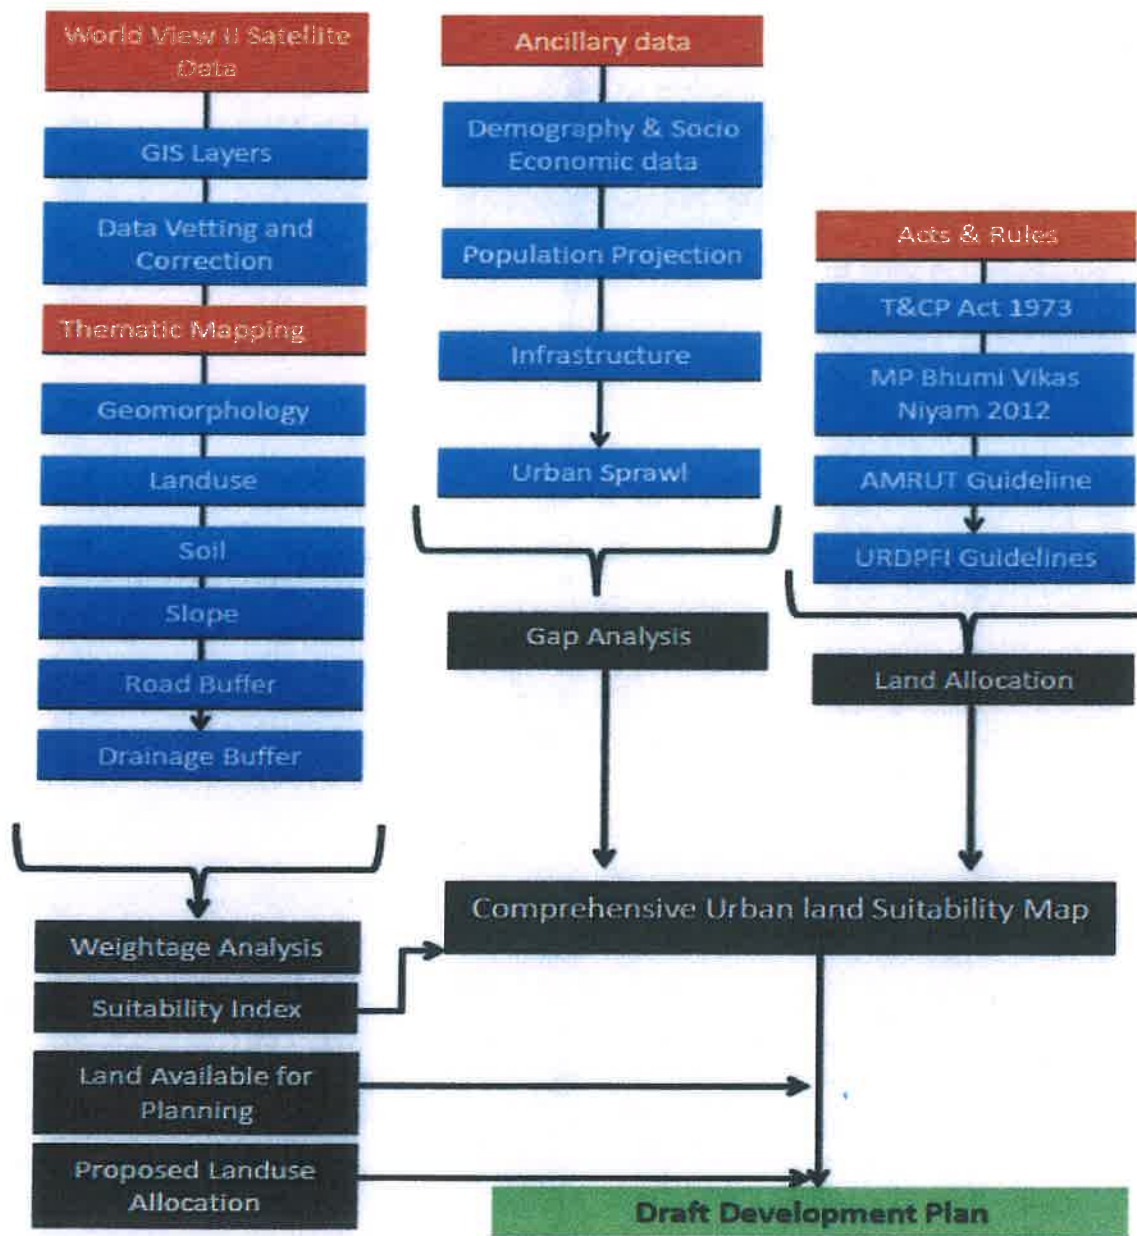 World View II Satellite
Data
GIS Layers
Data Vetting and
Correction
Thematic Mapping
Geomorphology
Landuse
Soil
Slope
Road Buffer
Drainage Buffer
Weightage Analysis
Suitability Index
Land Available for
Planning
Proposed Landuse
Allocation
Ancillary data
Demography & Socio
Economic data
Population Projection
Infrastructure
Urban Sprawl
Gap Analysis
Acts & Rules
T&CP Act 1973
MP Bhumi Vikas
Niyam 2012
AMRUT Guideline
URDPFI Guidelines
Land Allocation
Comprehensive Urban land Suitability Map
Draft Development Plan